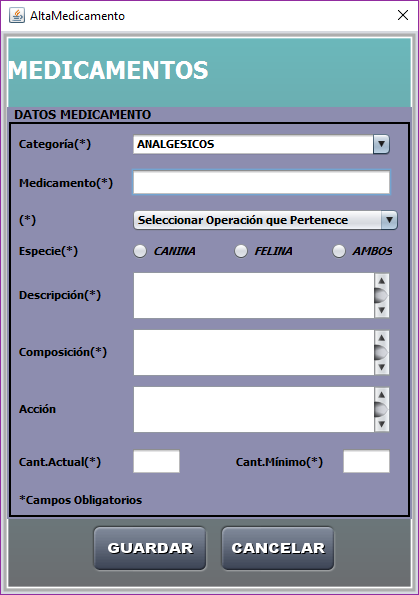 AltaMedicamento
MEDICAMENTOS
DATOS MEDICAMENTO
Categoría(*) ANALGESICOS
Medicamento(*)
(*) Seleccionar Operación que Pertenece
Especie(*) CANINA FELINA AMBOS
Descripción(*)
Composición(*)
Acción
Cant.Actual(*) Cant.Mínimo(*)
*Campos Obligatorios
GUARDAR CANCELAR